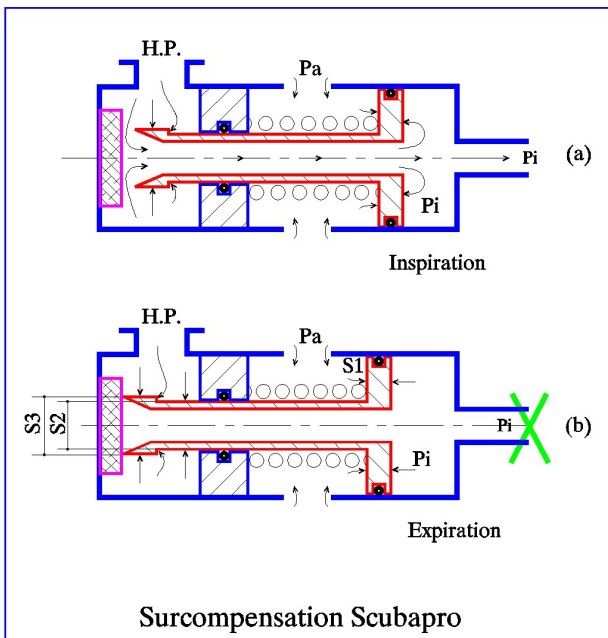 H.P.
Pa
Pi
(a)
Pi
Inspiration
H.P.
Pa
S1
S3
S2
Pi
(b)
Pi
Expiration
Surcompensation Scubapro